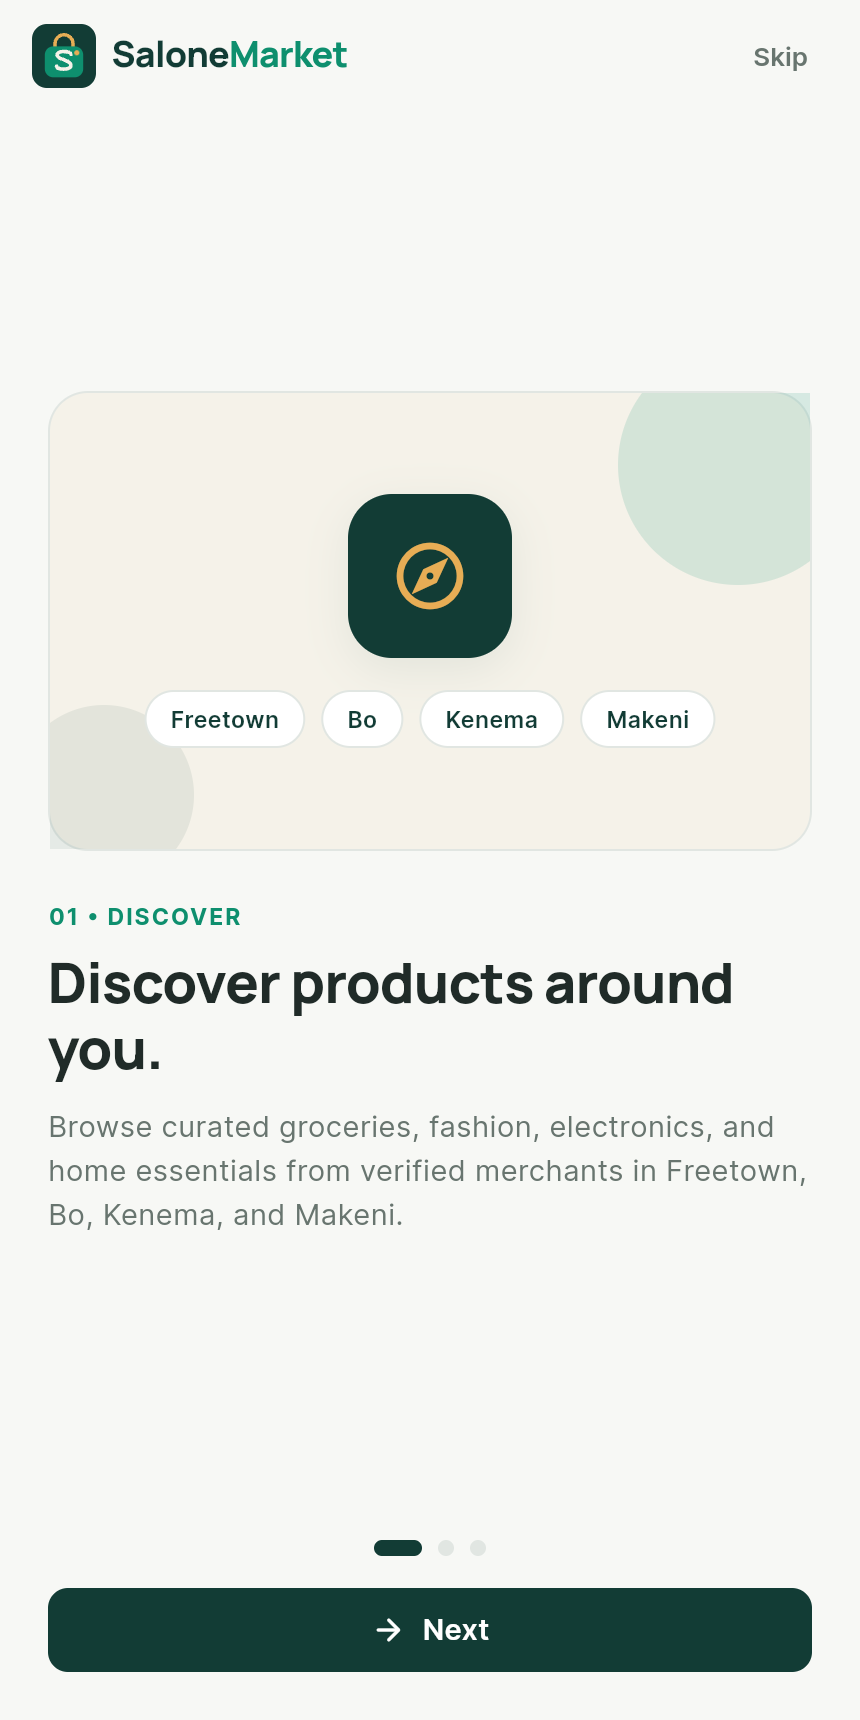 SaloneMarket
Skip
Freetown
Bo
Kenema
Makeni
01 • DISCOVER
Discover products around
you.
Browse curated groceries, fashion, electronics, and
home essentials from verified merchants in Freetown,
Bo, Kenema, and Makeni.
Next